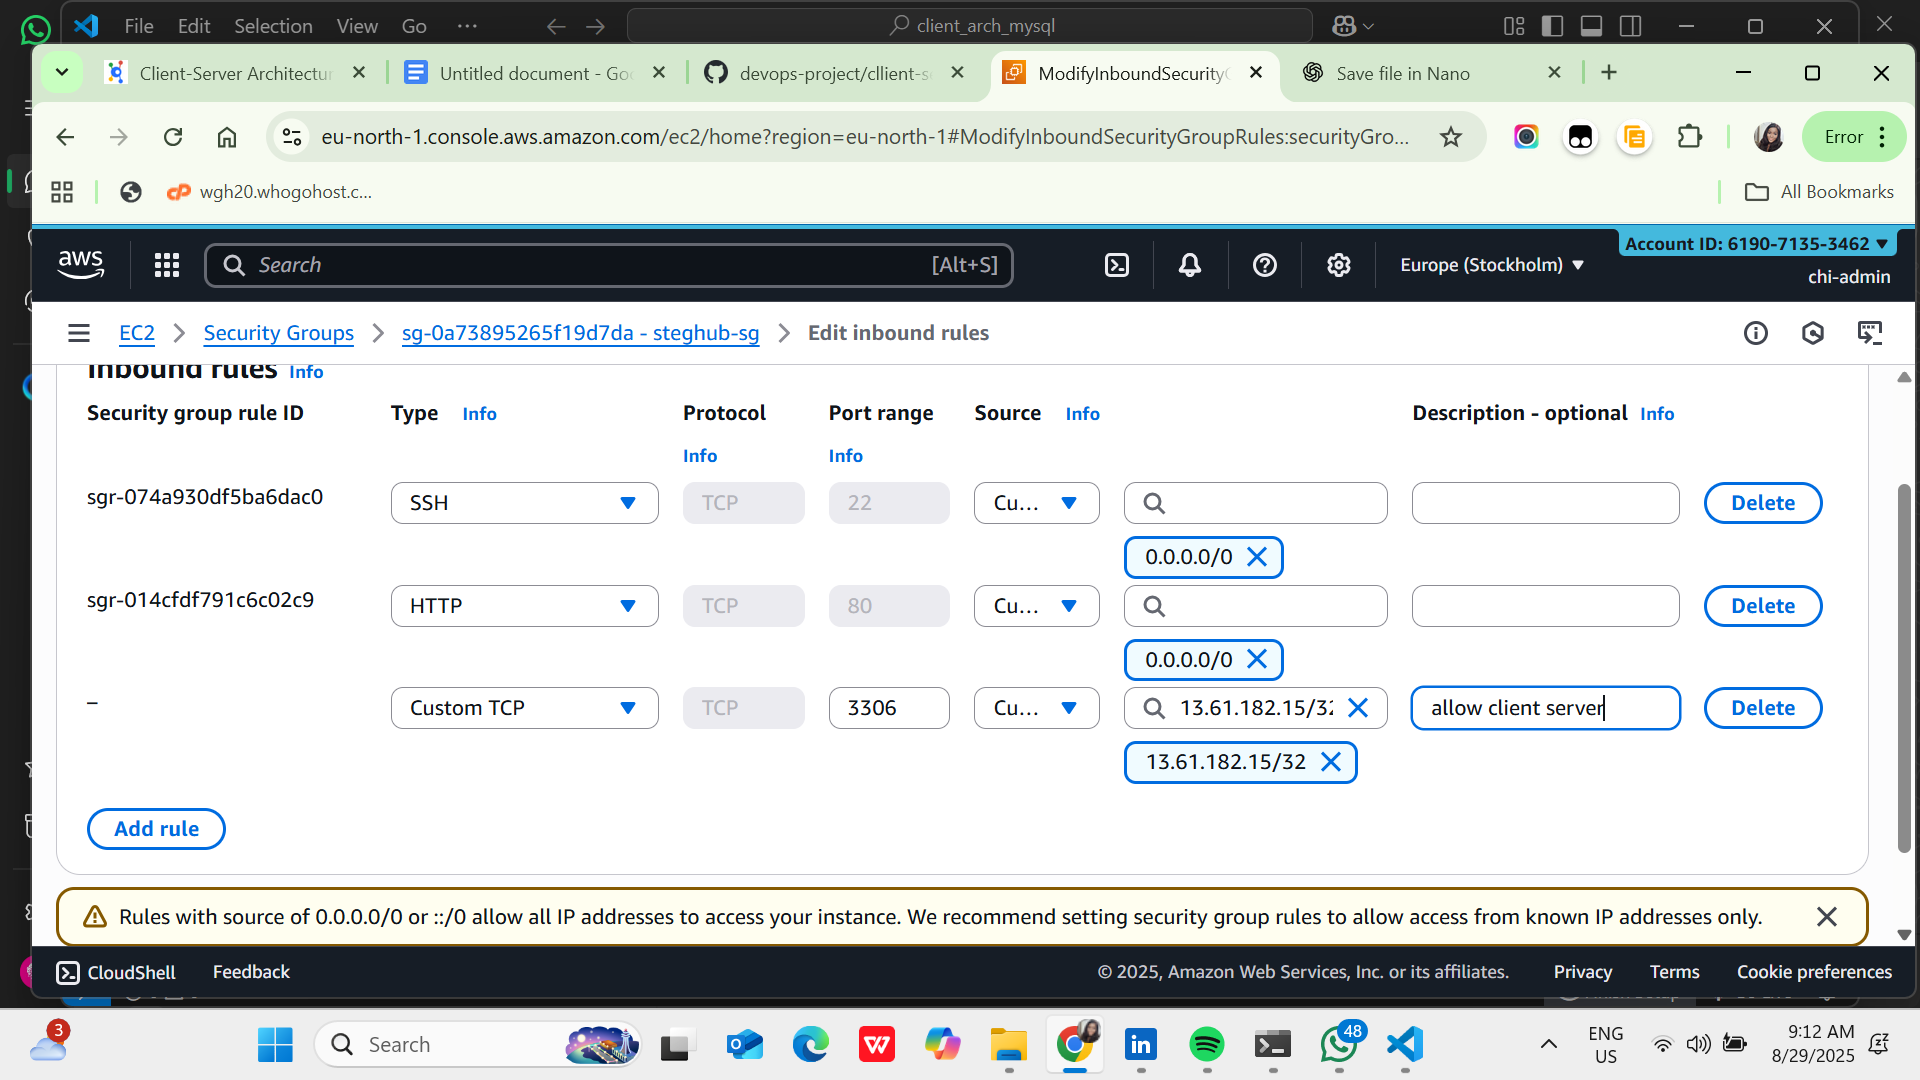 File Edit Selection View Go ··· client_arch_mysql
Client-Server Architectur
Untitled document - Goo
devops-project/cllient-se
ModifyInboundSecurityG
Save file in Nano
eu-north-1.console.aws.amazon.com/ec2/home?region=eu-north-1#ModifyInboundSecurityGroupRules:securityGro...
Error
wgh20.whogohost.c...
All Bookmarks
aws
Search [Alt+S]
Europe (Stockholm)
Account ID: 6190-7135-3462
chi-admin
EC2 Security Groups sg-0a73895265f19d7da - steghub-sg Edit inbound rules
Inbound rules Info
Security group rule ID Type Info Protocol Port range Source Info Description - optional Info
Info Info
sgr-074a930df5ba6dac0 SSH TCP 22 Cu... Delete
0.0.0.0/0
sgr-014cfdf791c6c02c9 HTTP TCP 80 Cu... Delete
0.0.0.0/0
– Custom TCP TCP 3306 Cu... 13.61.182.15/32 allow client server Delete
13.61.182.15/32
Add rule
Rules with source of 0.0.0.0/0 or ::/0 allow all IP addresses to access your instance. We recommend setting security group rules to allow access from known IP addresses only.
CloudShell Feedback © 2025, Amazon Web Services, Inc. or its affiliates. Privacy Terms Cookie preferences
3
Search
48
ENG
US
9:12 AM
8/29/2025